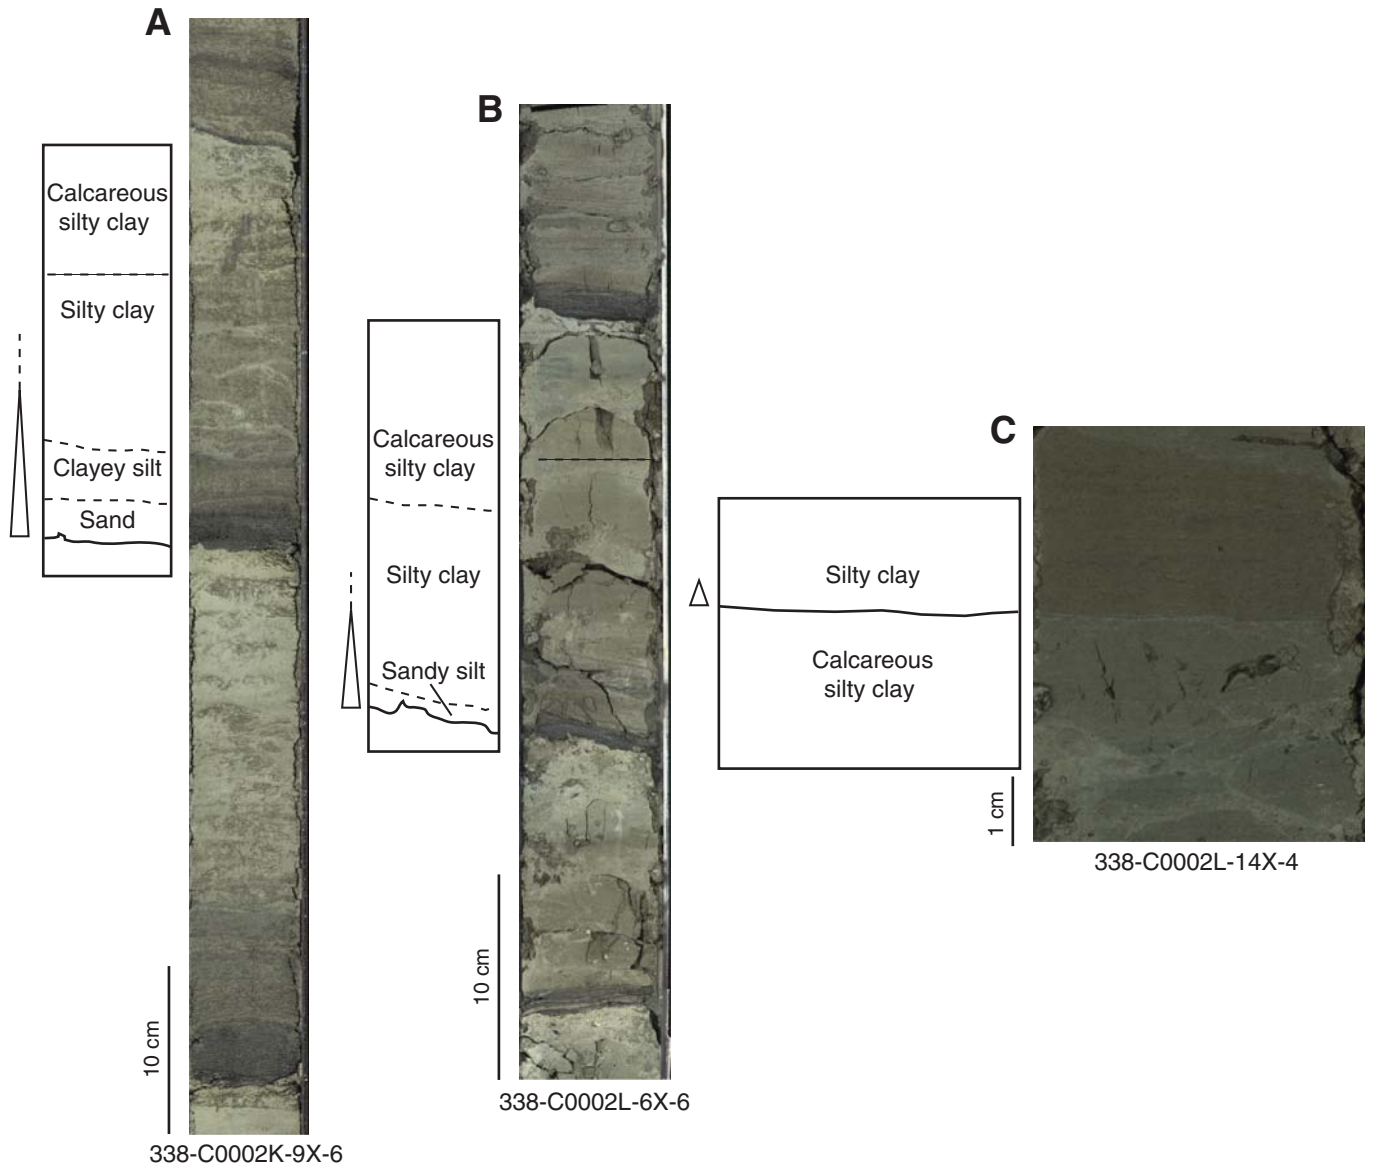 A
Calcareous
silty clay
Silty clay
Clayey silt
Sand
10 cm
338-C0002K-9X-6
B
Calcareous
silty clay
Silty clay
Sandy silt
10 cm
338-C0002L-6X-6
C
Silty clay
Calcareous
silty clay
1 cm
338-C0002L-14X-4